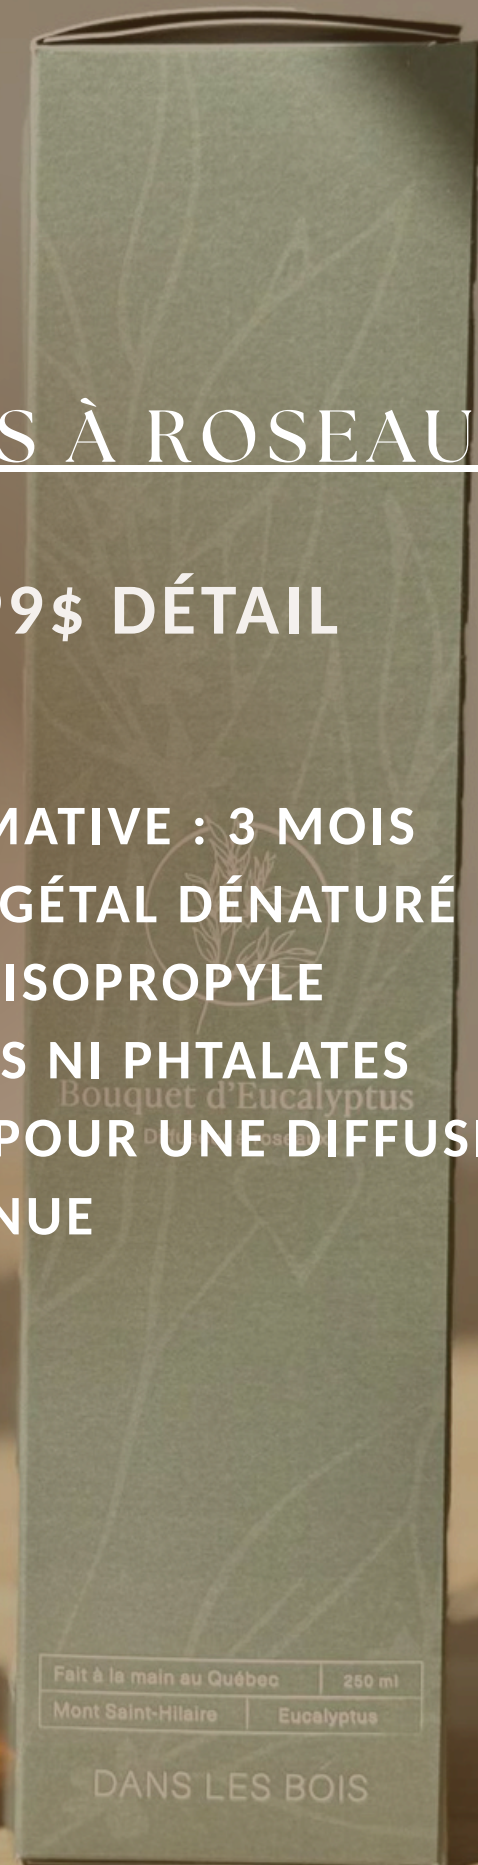 S À ROSEAU
9$ DÉTAIL
MATIVE : 3 MOIS
GÉTAL DÉNATURÉ
ISOPROPYLE
S NI PHTALATES
Bouquet d'Eucalyptus
POUR UNE DIFFUS
NUE
Fait à la main au Québec
250 ml
Mont Saint-Hilaire
Eucalyptus
DANS LES BOIS